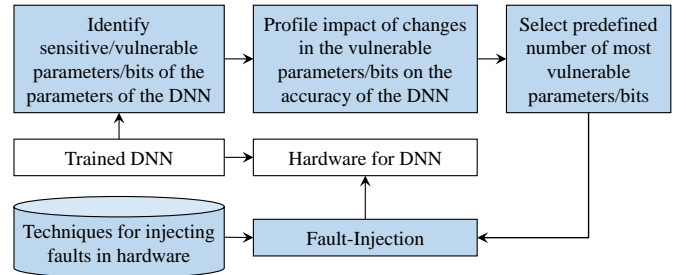 Identify
sensitive/vulnerable
parameters/bits of the
parameters of the DNN
Profile impact of changes
in the vulnerable
parameters/bits on the
accuracy of the DNN
Select predefined
number of most
vulnerable
parameters/bits
Trained DNN
Hardware for DNN
Techniques for injecting
faults in hardware
Fault-Injection